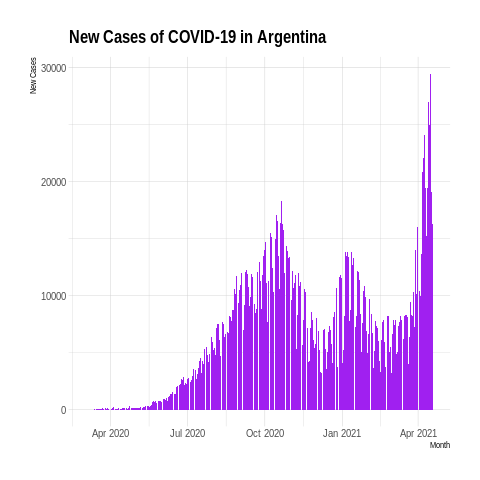 New Cases of COVID-19 in Argentina
New Cases
30000
20000
10000
0
Apr 2020 Jul 2020 Oct 2020 Jan 2021 Apr 2021
Month